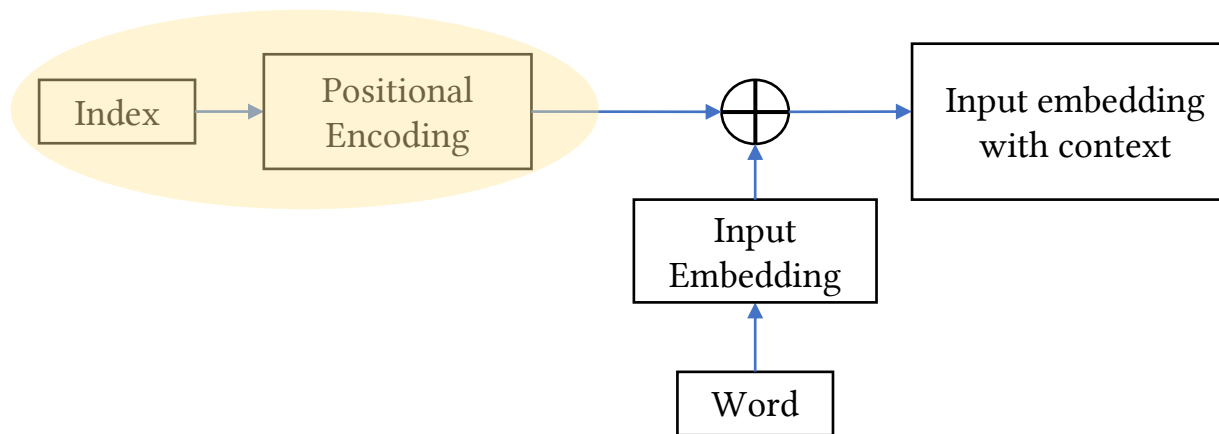 Index
Positional
Encoding
Input embedding
with context
Input
Embedding
Word